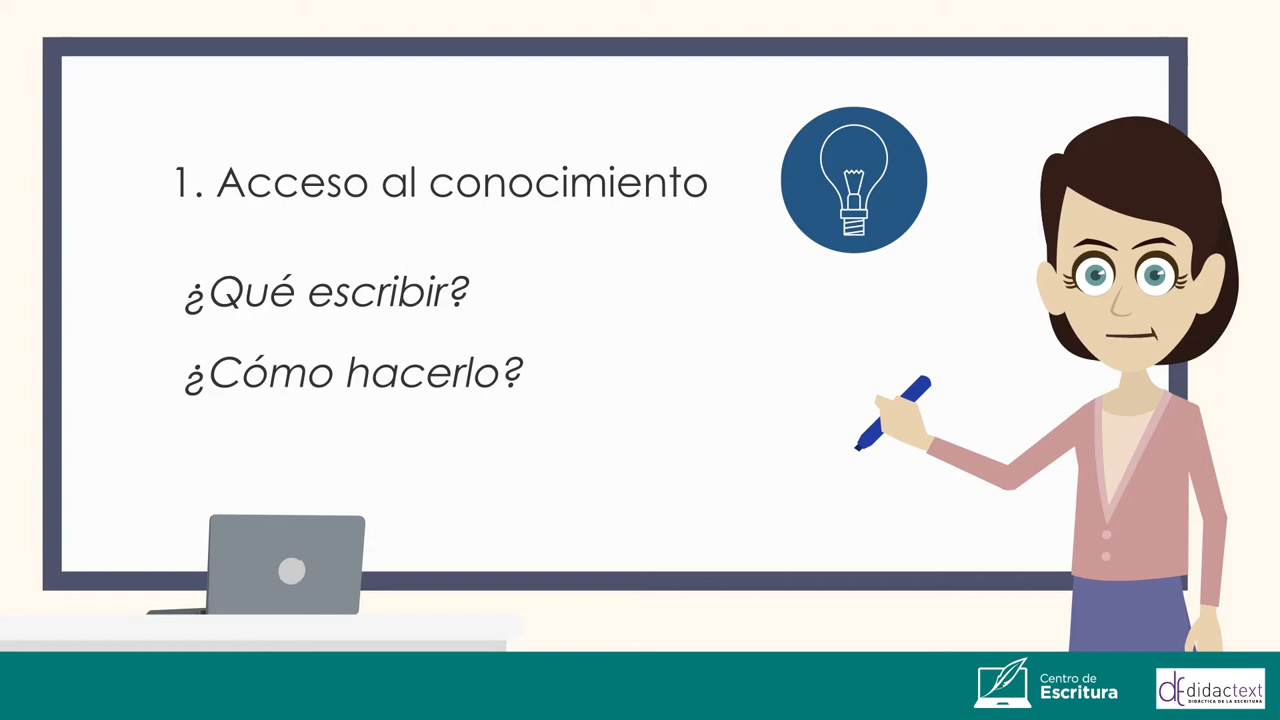 1. Acceso al conocimiento
¿Qué escribir?
¿Cómo hacerlo?
Centro de
Escritura
didactext
DIDÁCTICA DE LA ESCRITURA